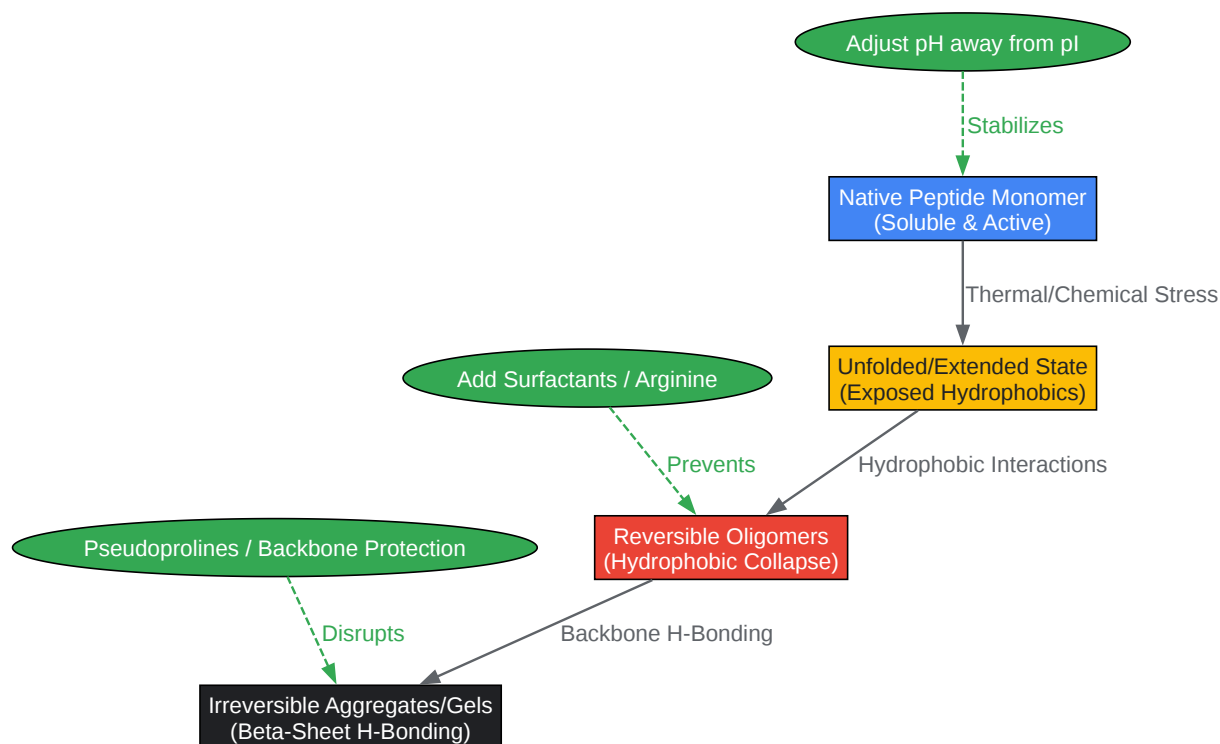 Adjust pH away from pI
Stabilizes
Native Peptide Monomer
(Soluble & Active)
Thermal/Chemical Stress
Unfolded/Extended State
(Exposed Hydrophobics)
Add Surfactants / Arginine
Prevents
Hydrophobic Interactions
Reversible Oligomers
(Hydrophobic Collapse)
Pseudoprolines / Backbone Protection
Disrupts
Backbone H-Bonding
Irreversible Aggregates/Gels
(Beta-Sheet H-Bonding)